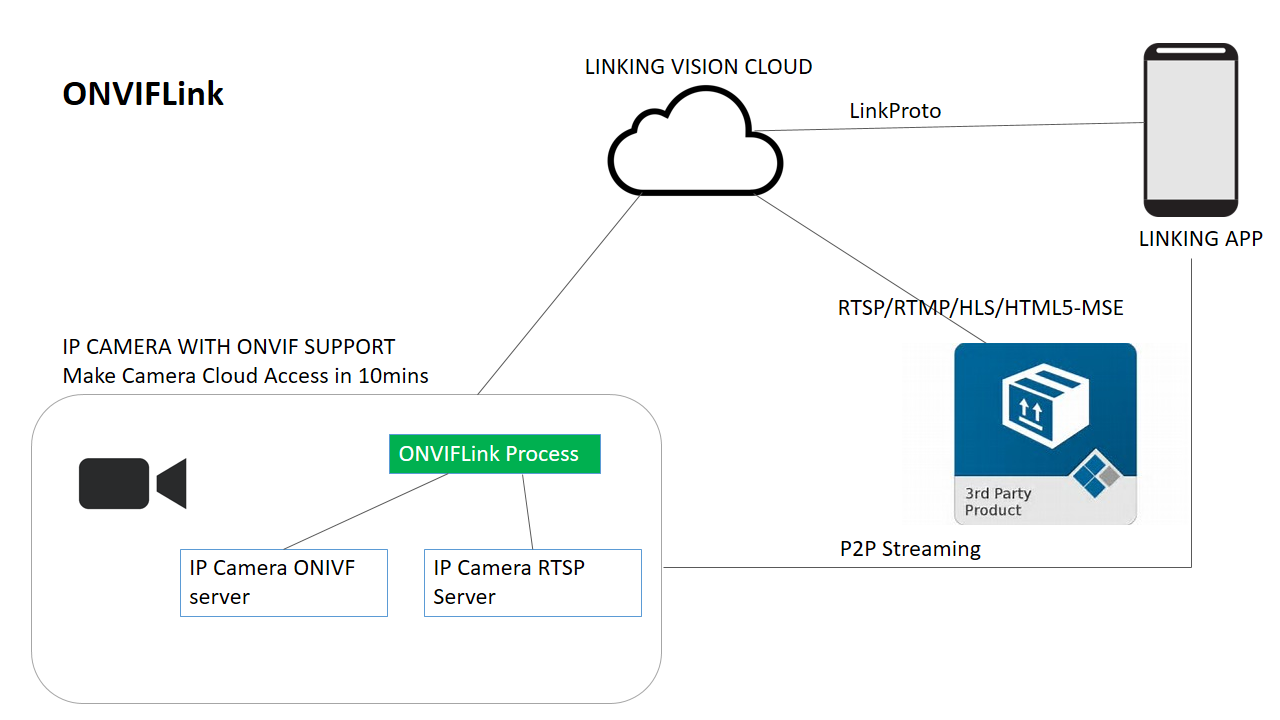 LINKING VISION CLOUD
ONVIFLink
LinkProto
LINKING APP
RTSP/RTMP/HLS/HTML5-MSE
IP CAMERA WITH ONVIF SUPPORT
Make Camera Cloud Access in 10mins
ONVIFLink Process
3rd Party
Product
P2P Streaming
IP Camera ONIVF
server
IP Camera RTSP
Server